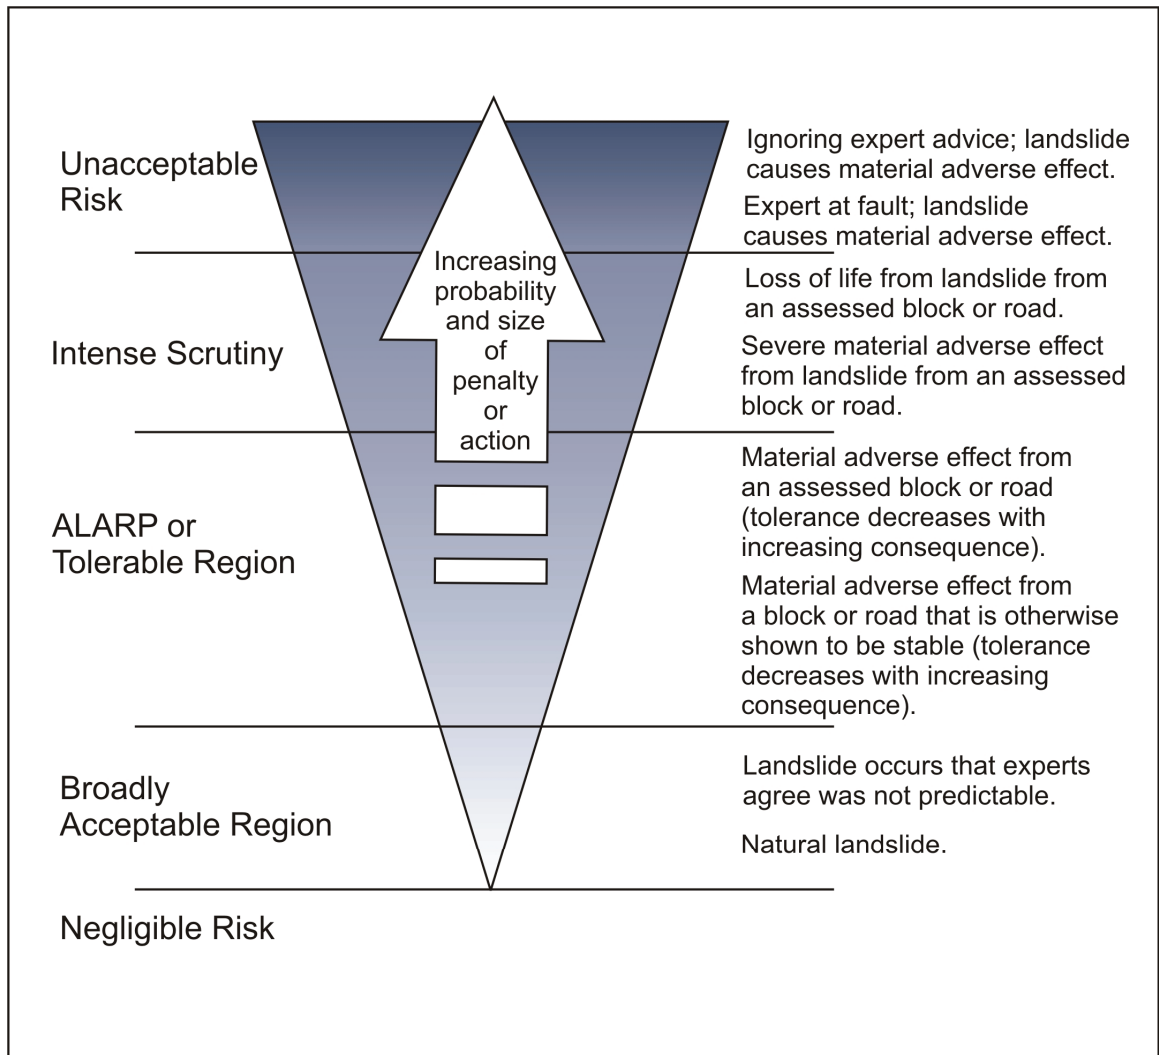 Unacceptable
Risk
Ignoring expert advice; landslide
causes material adverse effect.
Expert at fault; landslide
causes material adverse effect.
Increasing
probability
and size
of
penalty
or
action
Intense Scrutiny
Loss of life from landslide from
an assessed block or road.
Severe material adverse effect
from landslide from an assessed
block or road.
ALARP or
Tolerable Region
Material adverse effect from
an assessed block or road
(tolerance decreases with
increasing consequence).
Material adverse effect from
a block or road that is otherwise
shown to be stable (tolerance
decreases with increasing
consequence).
Broadly
Acceptable Region
Landslide occurs that experts
agree was not predictable.
Natural landslide.
Negligible Risk